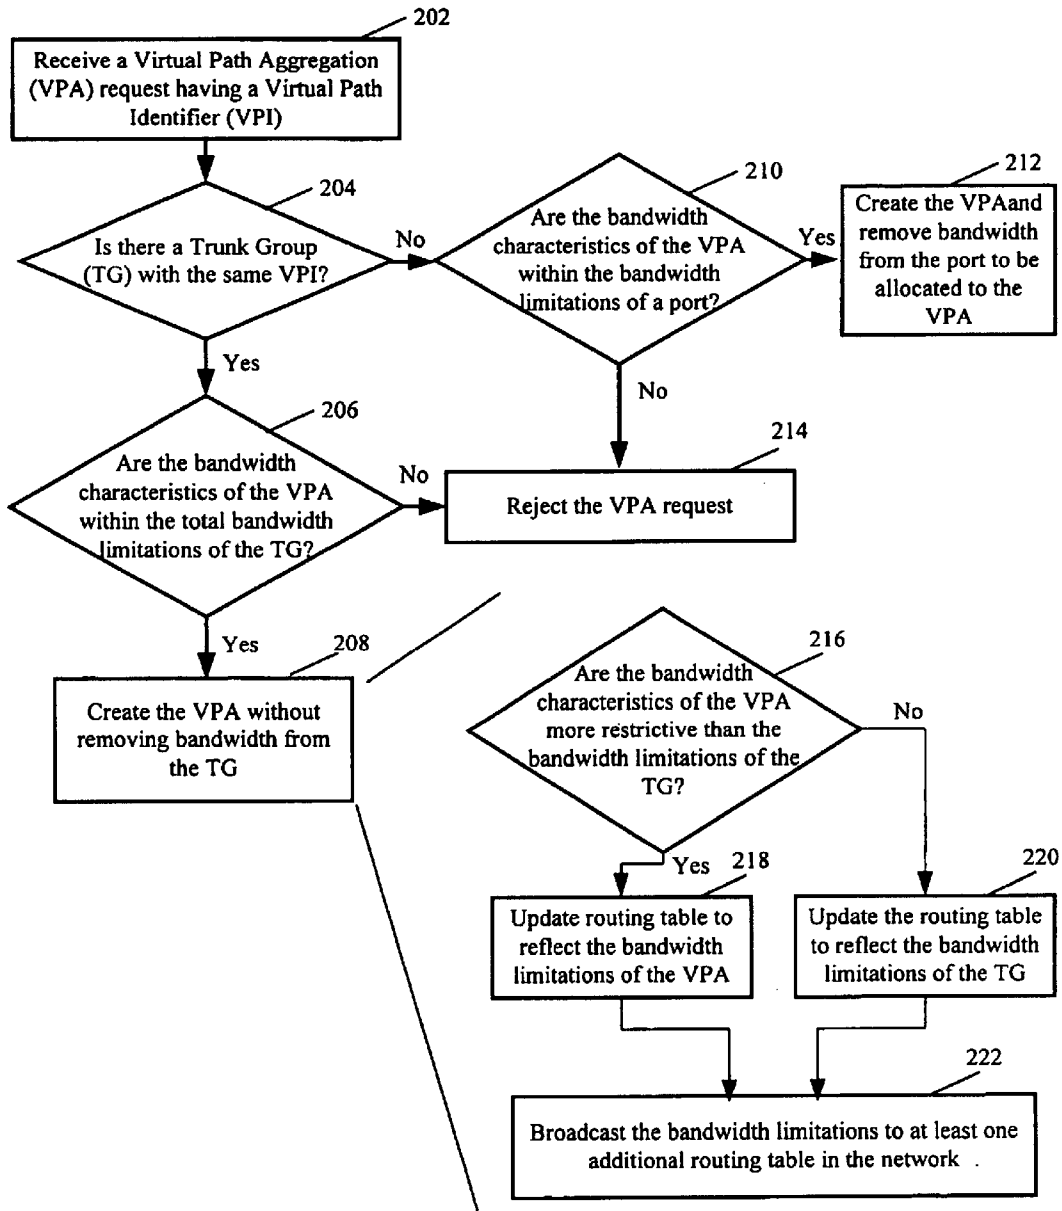 202
Receive a Virtual Path Aggregation
(VPA) request having a Virtual Path
Identifier (VPI)
204
Is there a Trunk Group
(TG) with the same VPI?
No
210
Are the bandwidth
characteristics of the VPA
within the bandwidth
limitations of a port?
Yes
212
Create the VPAand
remove bandwidth
from the port to be
allocated to the
VPA
Yes
No
206
Are the bandwidth
characteristics of the VPA
within the total bandwidth
limitations of the TG?
No
214
Reject the VPA request
Yes
208
Create the VPA without
removing bandwidth from
the TG
216
Are the bandwidth
characteristics of the VPA
more restrictive than the
bandwidth limitations of the
TG?
No
Yes
218
Update routing table to
reflect the bandwidth
limitations of the VPA
220
Update the routing table
to reflect the bandwidth
limitations of the TG
222
Broadcast the bandwidth limitations to at least one
additional routing table in the network .